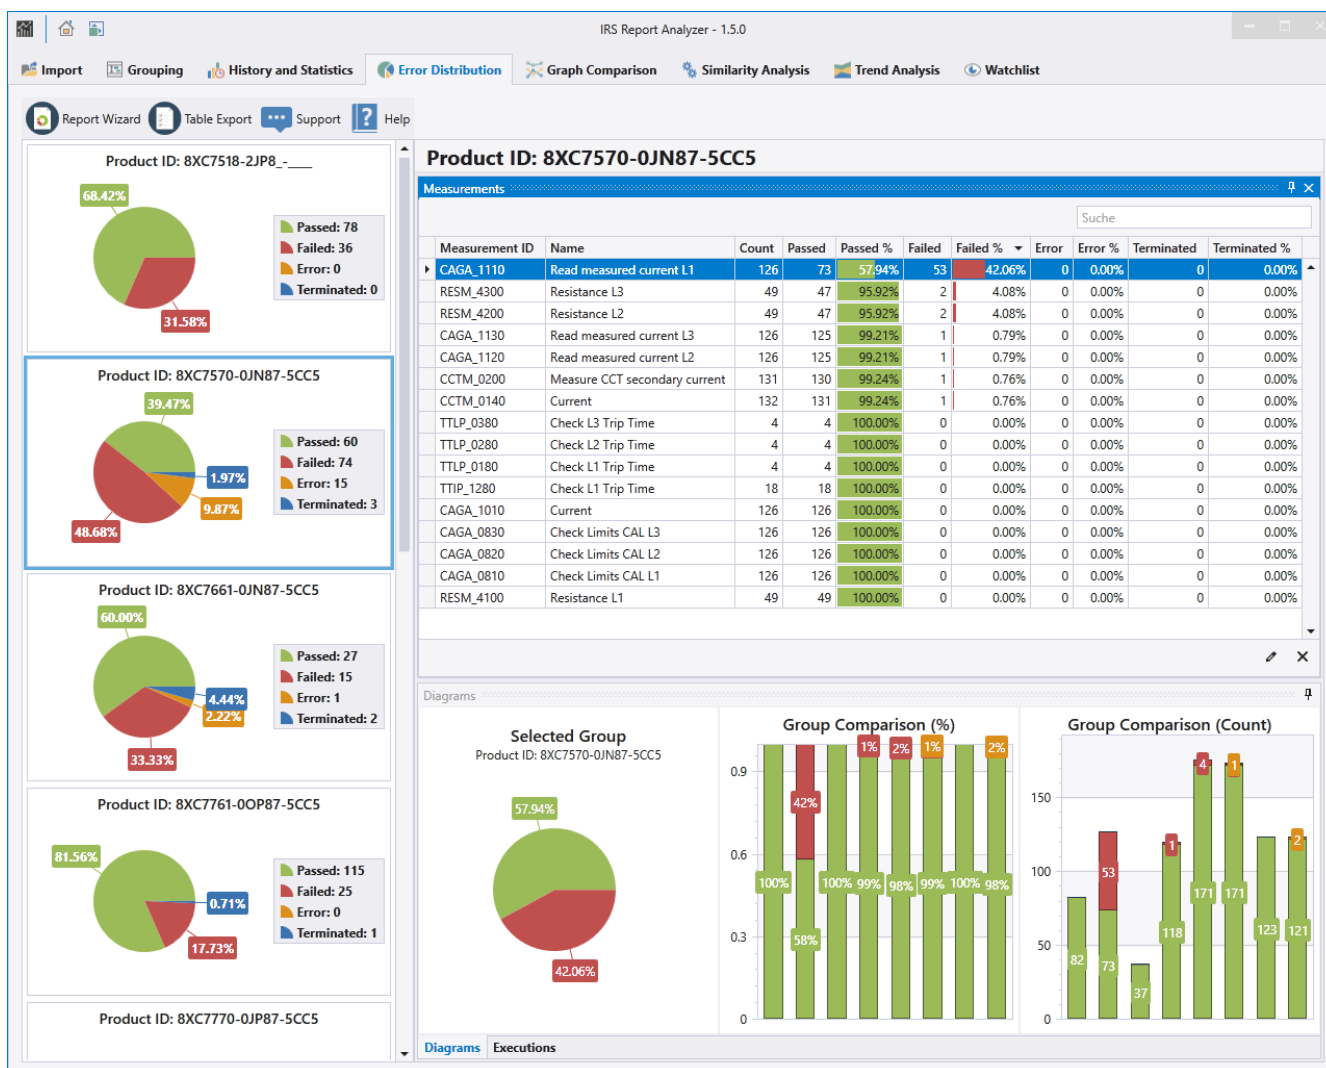 IRS Report Analyzer - 1.5.0
Import Grouping History and Statistics Error Distribution Graph Comparison Similarity Analysis Trend Analysis Watchlist
Report Wizard Table Export Support Help
Product ID: 8XC7518-2JP8_-____
68.42%
Passed: 78
Failed: 36
Error: 0
Terminated: 0
31.58%
Product ID: 8XC7570-0JN87-5CC5
39.47%
Passed: 60
Failed: 74
Error: 15
Terminated: 3
1.97%
9.87%
48.68%
Product ID: 8XC7661-0JN87-5CC5
60.00%
Passed: 27
Failed: 15
Error: 1
Terminated: 2
4.44%
2.22%
33.33%
Product ID: 8XC7761-0OP87-5CC5
81.56%
Passed: 115
Failed: 25
Error: 0
Terminated: 1
0.71%
17.73%
Product ID: 8XC7770-0JP87-5CC5
Product ID: 8XC7570-0JN87-5CC5
Measurements
Suche
Measurement ID Name Count Passed Passed % Failed Failed % Error Error % Terminated Terminated %
CAGA_1110 Read measured current L1 126 73 57.94% 53 42.06% 0 0.00% 0 0.00%
RESM_4300 Resistance L3 49 47 95.92% 2 4.08% 0 0.00% 0 0.00%
RESM_4200 Resistance L2 49 47 95.92% 2 4.08% 0 0.00% 0 0.00%
CAGA_1130 Read measured current L3 126 125 99.21% 1 0.79% 0 0.00% 0 0.00%
CAGA_1120 Read measured current L2 126 125 99.21% 1 0.79% 0 0.00% 0 0.00%
CCTM_0200 Measure CCT secondary current 131 130 99.24% 1 0.76% 0 0.00% 0 0.00%
CCTM_0140 Current 132 131 99.24% 1 0.76% 0 0.00% 0 0.00%
TTLP_0380 Check L3 Trip Time 4 4 100.00% 0 0.00% 0 0.00% 0 0.00%
TTLP_0280 Check L2 Trip Time 4 4 100.00% 0 0.00% 0 0.00% 0 0.00%
TTLP_0180 Check L1 Trip Time 4 4 100.00% 0 0.00% 0 0.00% 0 0.00%
TTIP_1280 Check L1 Trip Time 18 18 100.00% 0 0.00% 0 0.00% 0 0.00%
CAGA_1010 Current 126 126 100.00% 0 0.00% 0 0.00% 0 0.00%
CAGA_0830 Check Limits CAL L3 126 126 100.00% 0 0.00% 0 0.00% 0 0.00%
CAGA_0820 Check Limits CAL L2 126 126 100.00% 0 0.00% 0 0.00% 0 0.00%
CAGA_0810 Check Limits CAL L1 126 126 100.00% 0 0.00% 0 0.00% 0 0.00%
RESM_4100 Resistance L1 49 49 100.00% 0 0.00% 0 0.00% 0 0.00%
Diagrams
Selected Group
Product ID: 8XC7570-0JN87-5CC5
57.94%
42.06%
Group Comparison (%)
1% 2% 1% 2%
0.9
42%
0.6
100% 100% 99% 98% 99% 100% 98%
0.3
58%
0
Group Comparison (Count)
4 1
150
1 2
100
53
171 171
118 123 121
50
82 73
37
0
Diagrams Executions